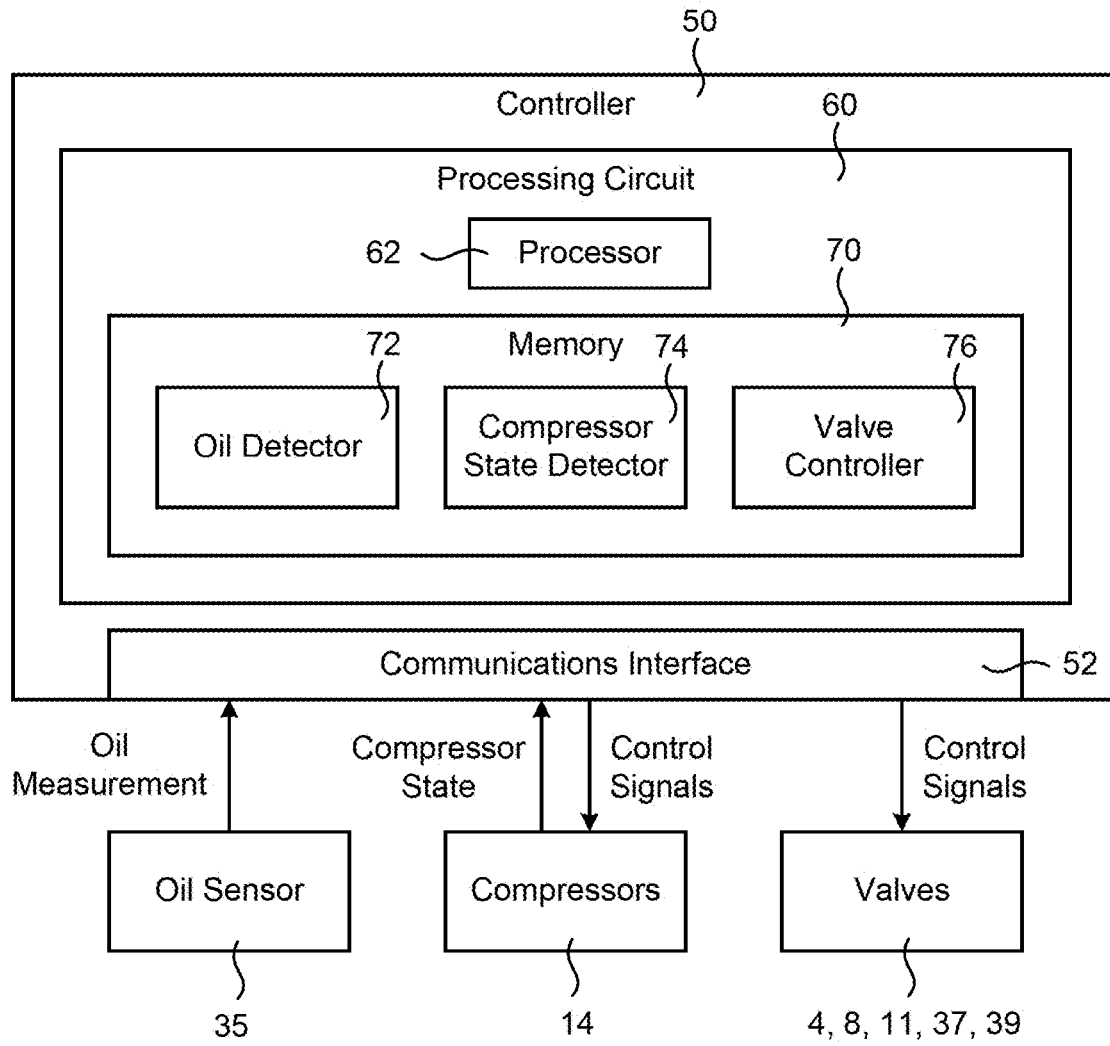 50
Controller
60
Processing Circuit
62
Processor
70
Memory
72
74
76
Oil Detector
Compressor
State Detector
Valve
Controller
Communications Interface
52
Oil
Measurement
Compressor
State
Control
Signals
Control
Signals
Oil Sensor
Compressors
Valves
35
14
4, 8, 11, 37, 39